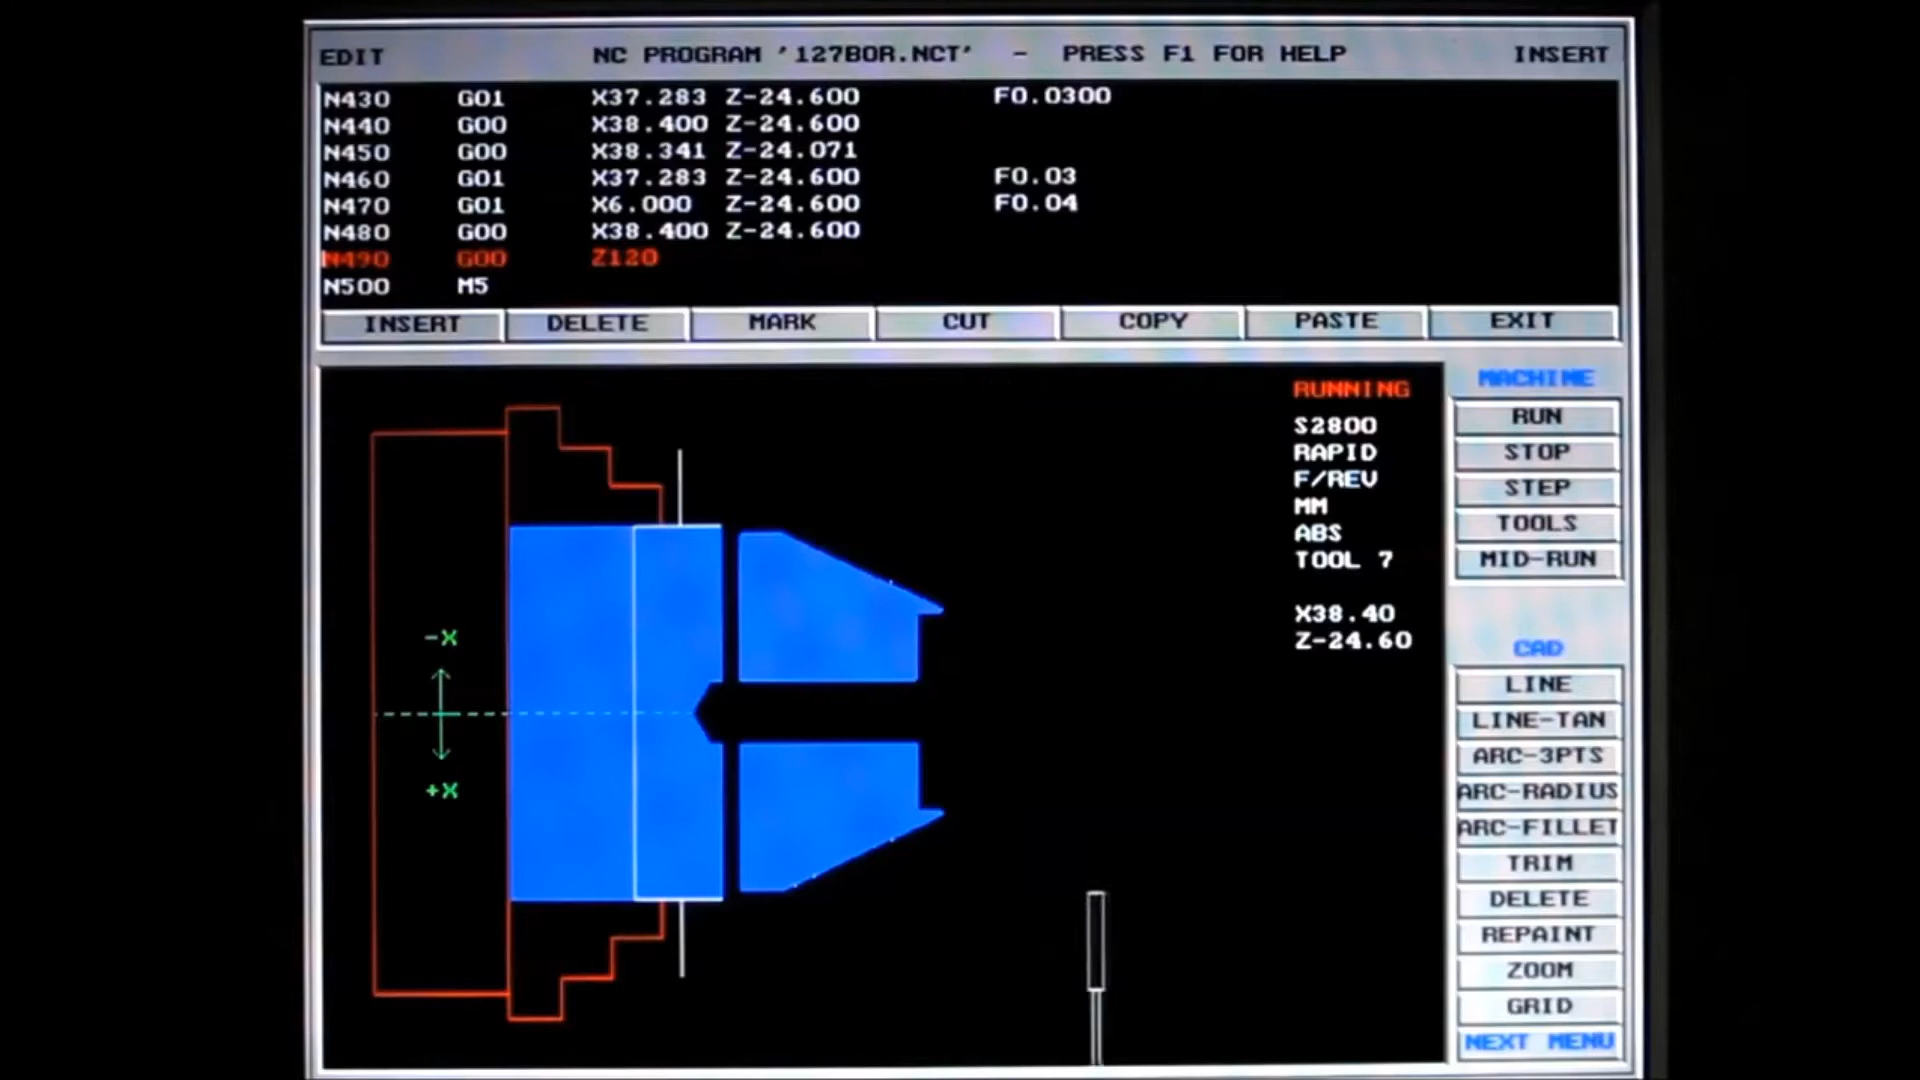 EDIT NC PROGRAM '127BOR.NCT' - PRESS F1 FOR HELP INSERT
N430 G01 X37.283 Z-24.600 F0.0300
N440 G00 X38.400 Z-24.600
N450 G00 X38.341 Z-24.071
N460 G01 X37.283 Z-24.600 F0.03
N470 G01 X6.000 Z-24.600 F0.04
N480 G00 X38.400 Z-24.600
N490 G00 Z120
N500 M5
INSERT DELETE MARK CUT COPY PASTE EXIT
RUNNING
S2800
RAPID
F/REV
MM
ABS
TOOL 7
X38.40
Z-24.60
-X
+X
MACHINE
RUN
STOP
STEP
TOOLS
MID-RUN
CAD
LINE
LINE-TAN
ARC-3PTS
ARC-RADIUS
ARC-FILLET
TRIM
DELETE
REPAINT
ZOOM
GRID
NEXT MENU